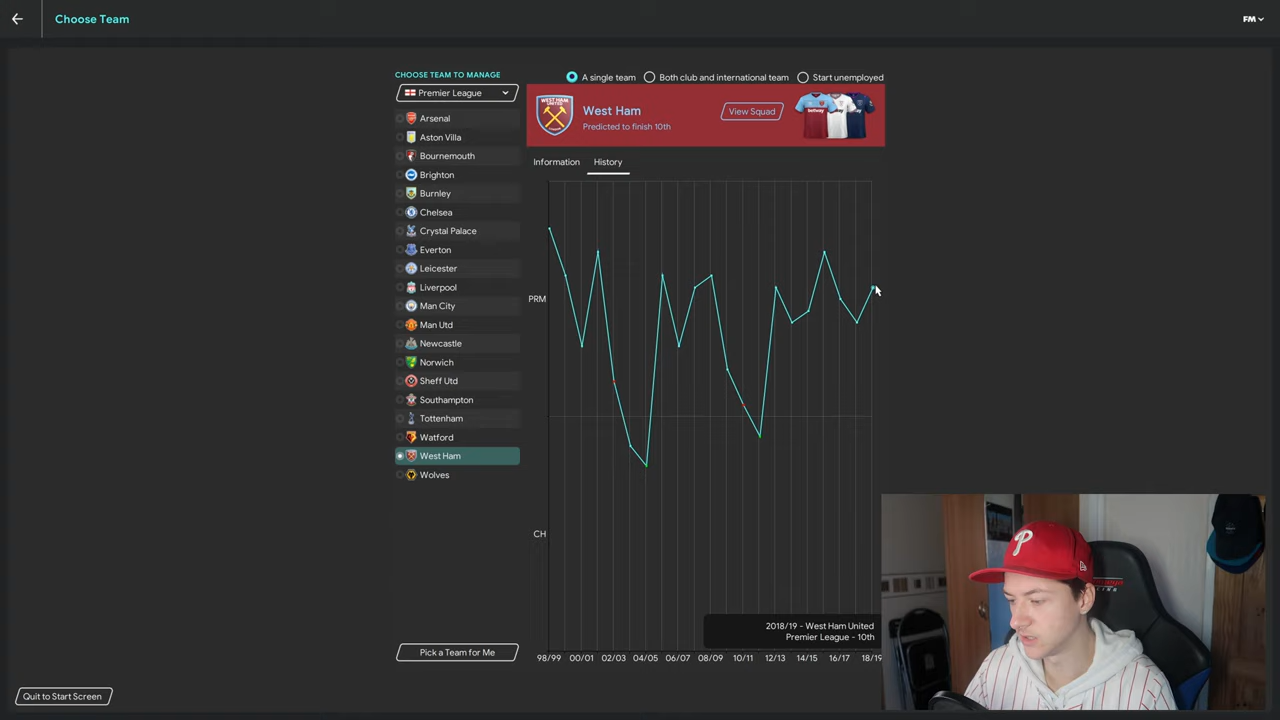 Choose Team
FM
CHOOSE TEAM TO MANAGE
A single team
Both club and international team
Start unemployed
Premier League
West Ham
Predicted to finish 10th
View Squad
Information
History
Arsenal
Aston Villa
Bournemouth
Brighton
Burnley
Chelsea
Crystal Palace
Everton
Leicester
Liverpool
Man City
Man Utd
Newcastle
Norwich
Sheff Utd
Southampton
Tottenham
Watford
West Ham
Wolves
PRM
CH
2018/19 - West Ham United
Premier League - 10th
98/99 00/01 02/03 04/05 06/07 08/09 10/11 12/13 14/15 16/17 18/19
Pick a Team for Me
Quit to Start Screen
WEST HAM
UNITED
betway
P